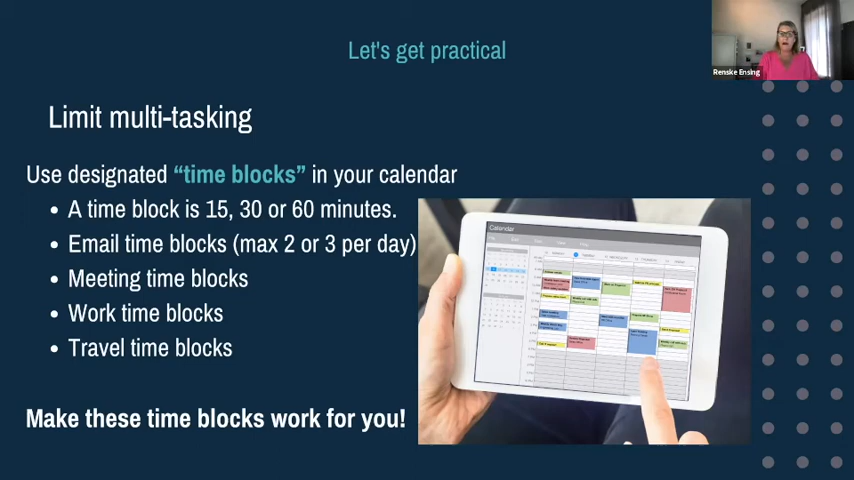 Let's get practical
Renske Ensing
Limit multi-tasking
Use designated “time blocks” in your calendar
• A time block is 15, 30 or 60 minutes.
• Email time blocks (max 2 or 3 per day)
• Meeting time blocks
• Work time blocks
• Travel time blocks
Make these time blocks work for you!
Calendar